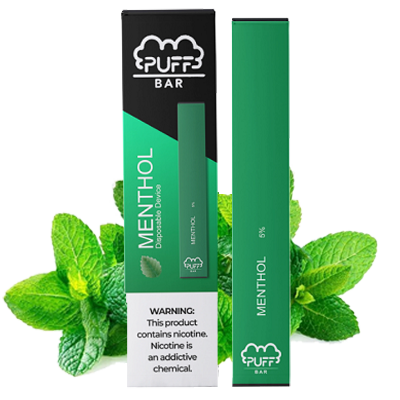 PUFF
BAR
MENTHOL
Disposable Device
MENTHOL
PUFF
BAR
WARNING:
This product
contains nicotine.
Nicotine is
an addictive
chemical.
MENTHOL 5%
PUFF
BAR